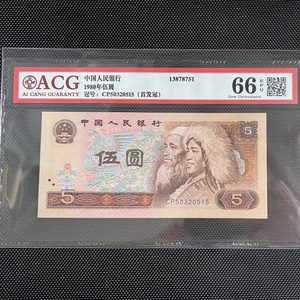 ACG
AI CANG GUARANTY
中国人民银行
1980年伍圆
冠号：CP50320515（首发冠）
13878751
66 EPQ
Gem Uncirculated
中国人民银行
5
伍圆
5
CP50320515
5